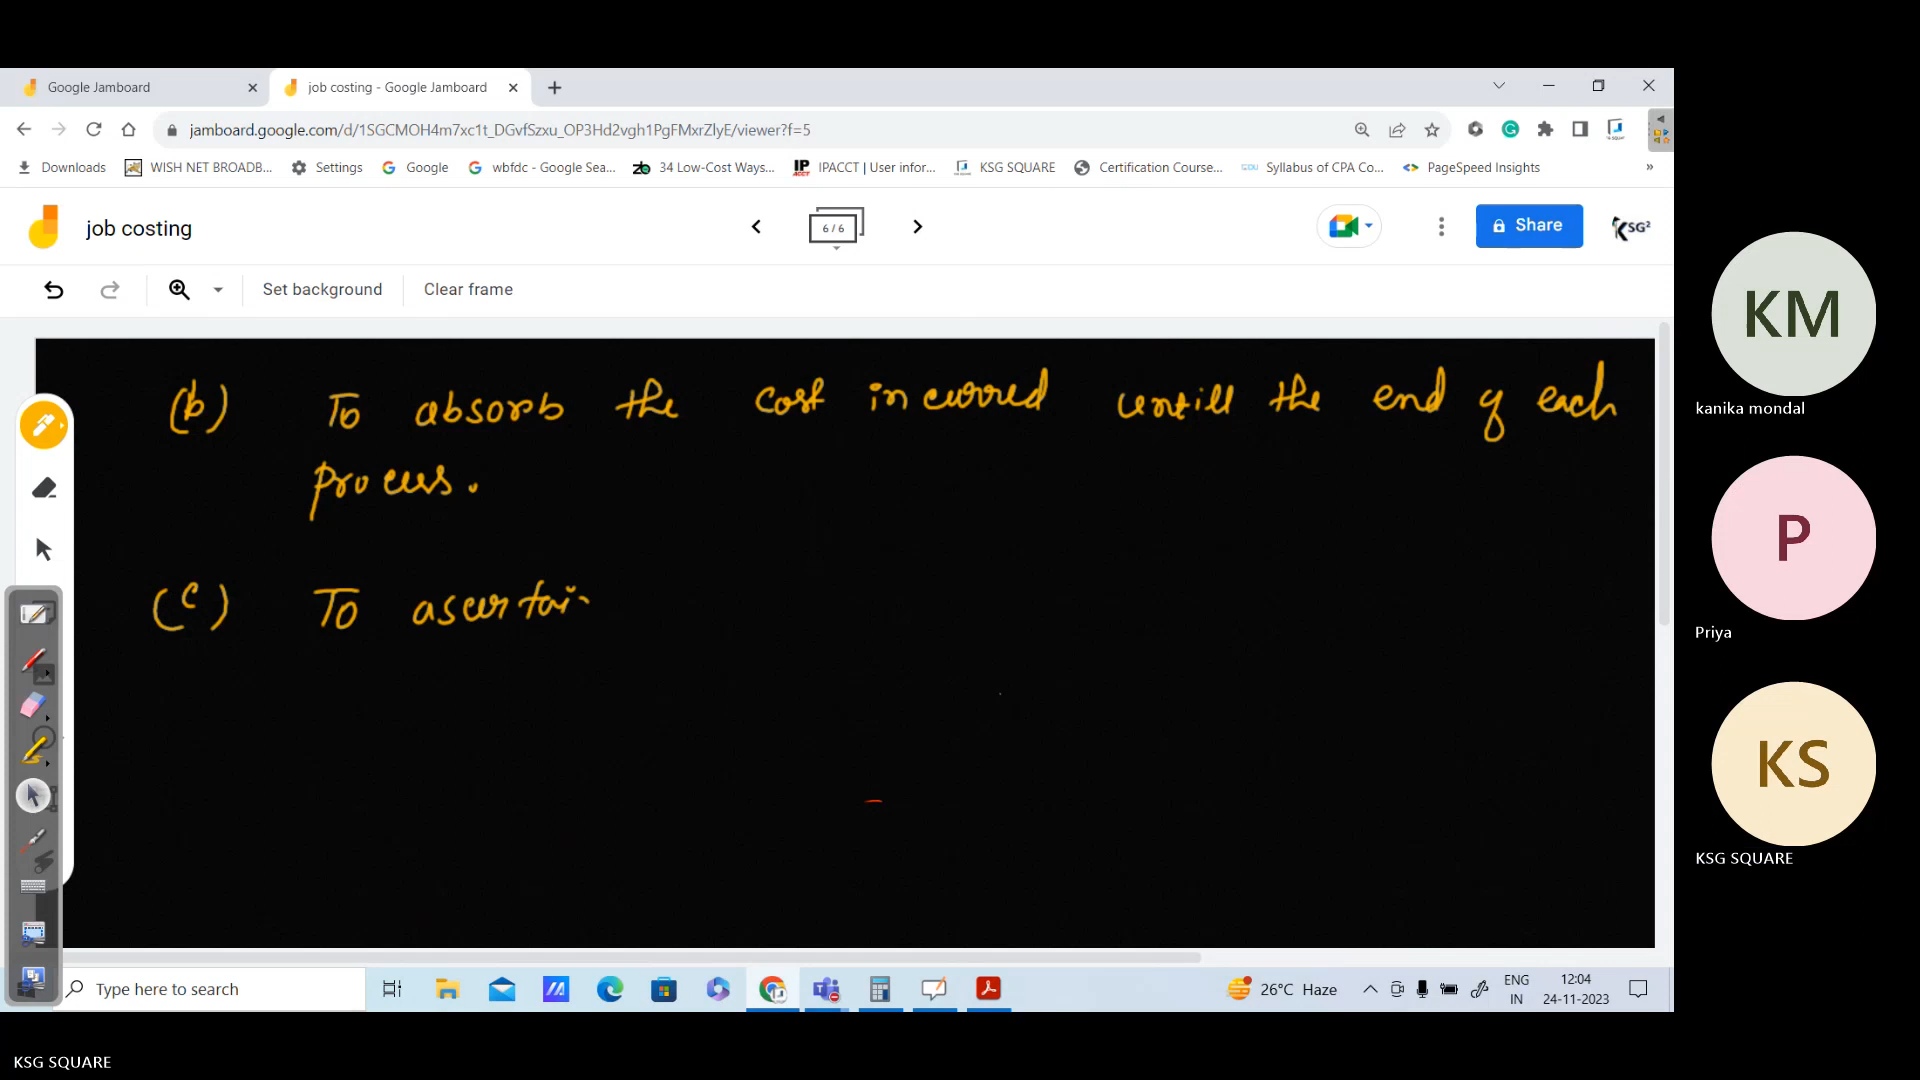 Google Jamboard
job costing - Google Jamboard
jamboard.google.com/d/1SGCMOH4m7xc1t_DGvfSzxu_OP3Hd2vgh1PgFMxrZlyE/viewer?f=5
Downloads WISH NET BROADB... Settings Google wbfdc - Google Sea... 34 Low-Cost Ways... IPACCT | User infor... KSG SQUARE Certification Course... Syllabus of CPA Co... PageSpeed Insights »
job costing 6 / 6 Share KSG²
Set background Clear frame
(b) To absorb the cost incurred untill the end of each
process.
(c) To ascertain
KM
kanika mondal
P
Priya
KS
KSG SQUARE
Type here to search 26°C Haze ENG IN 12:04 24-11-2023
KSG SQUARE